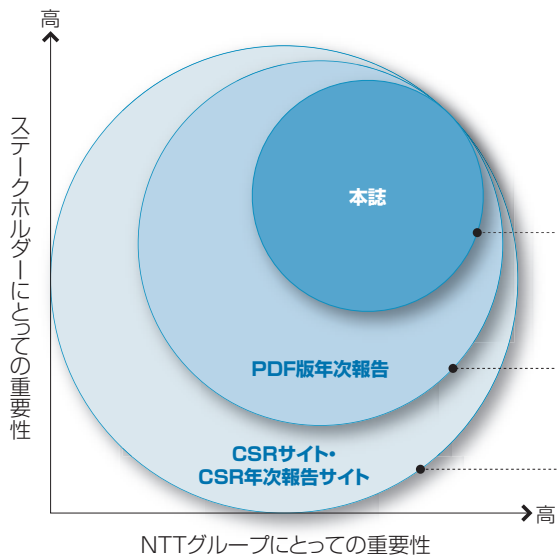 高
ステークホルダーにとっての重要性
本誌
PDF版年次報告
CSRサイト・
CSR年次報告サイト
高
NTTグループにとっての重要性